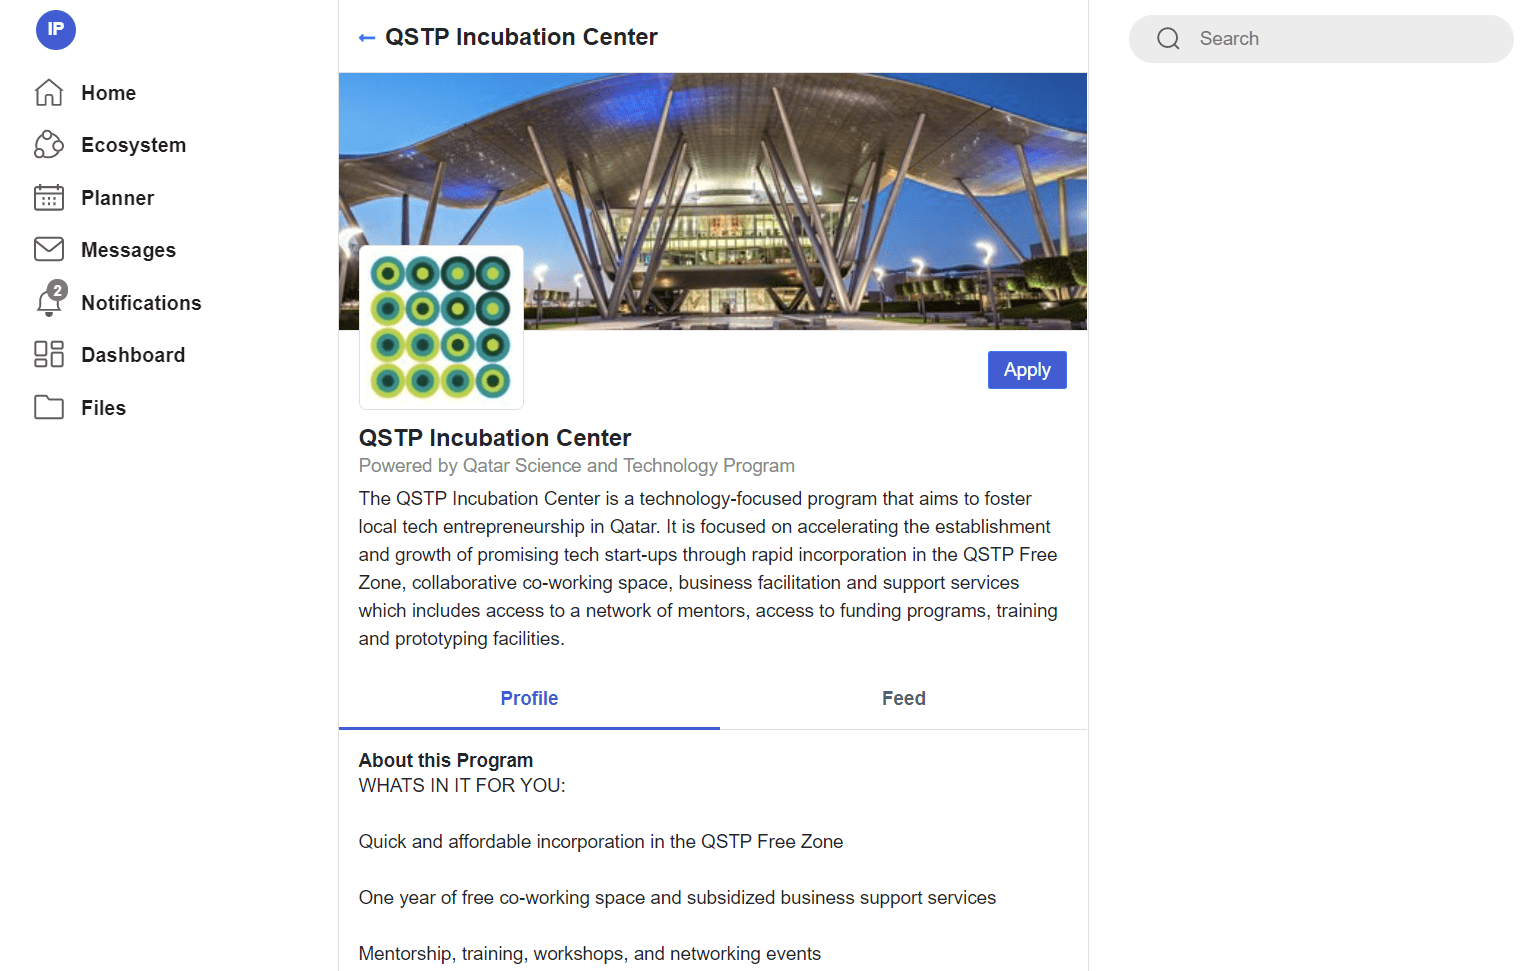 IP
Home
Ecosystem
Planner
Messages
2
Notifications
Dashboard
Files
QSTP Incubation Center
Search
Apply
QSTP Incubation Center
Powered by Qatar Science and Technology Program
The QSTP Incubation Center is a technology-focused program that aims to foster
local tech entrepreneurship in Qatar. It is focused on accelerating the establishment
and growth of promising tech start-ups through rapid incorporation in the QSTP Free
Zone, collaborative co-working space, business facilitation and support services
which includes access to a network of mentors, access to funding programs, training
and prototyping facilities.
Profile
Feed
About this Program
WHATS IN IT FOR YOU:
Quick and affordable incorporation in the QSTP Free Zone
One year of free co-working space and subsidized business support services
Mentorship, training, workshops, and networking events